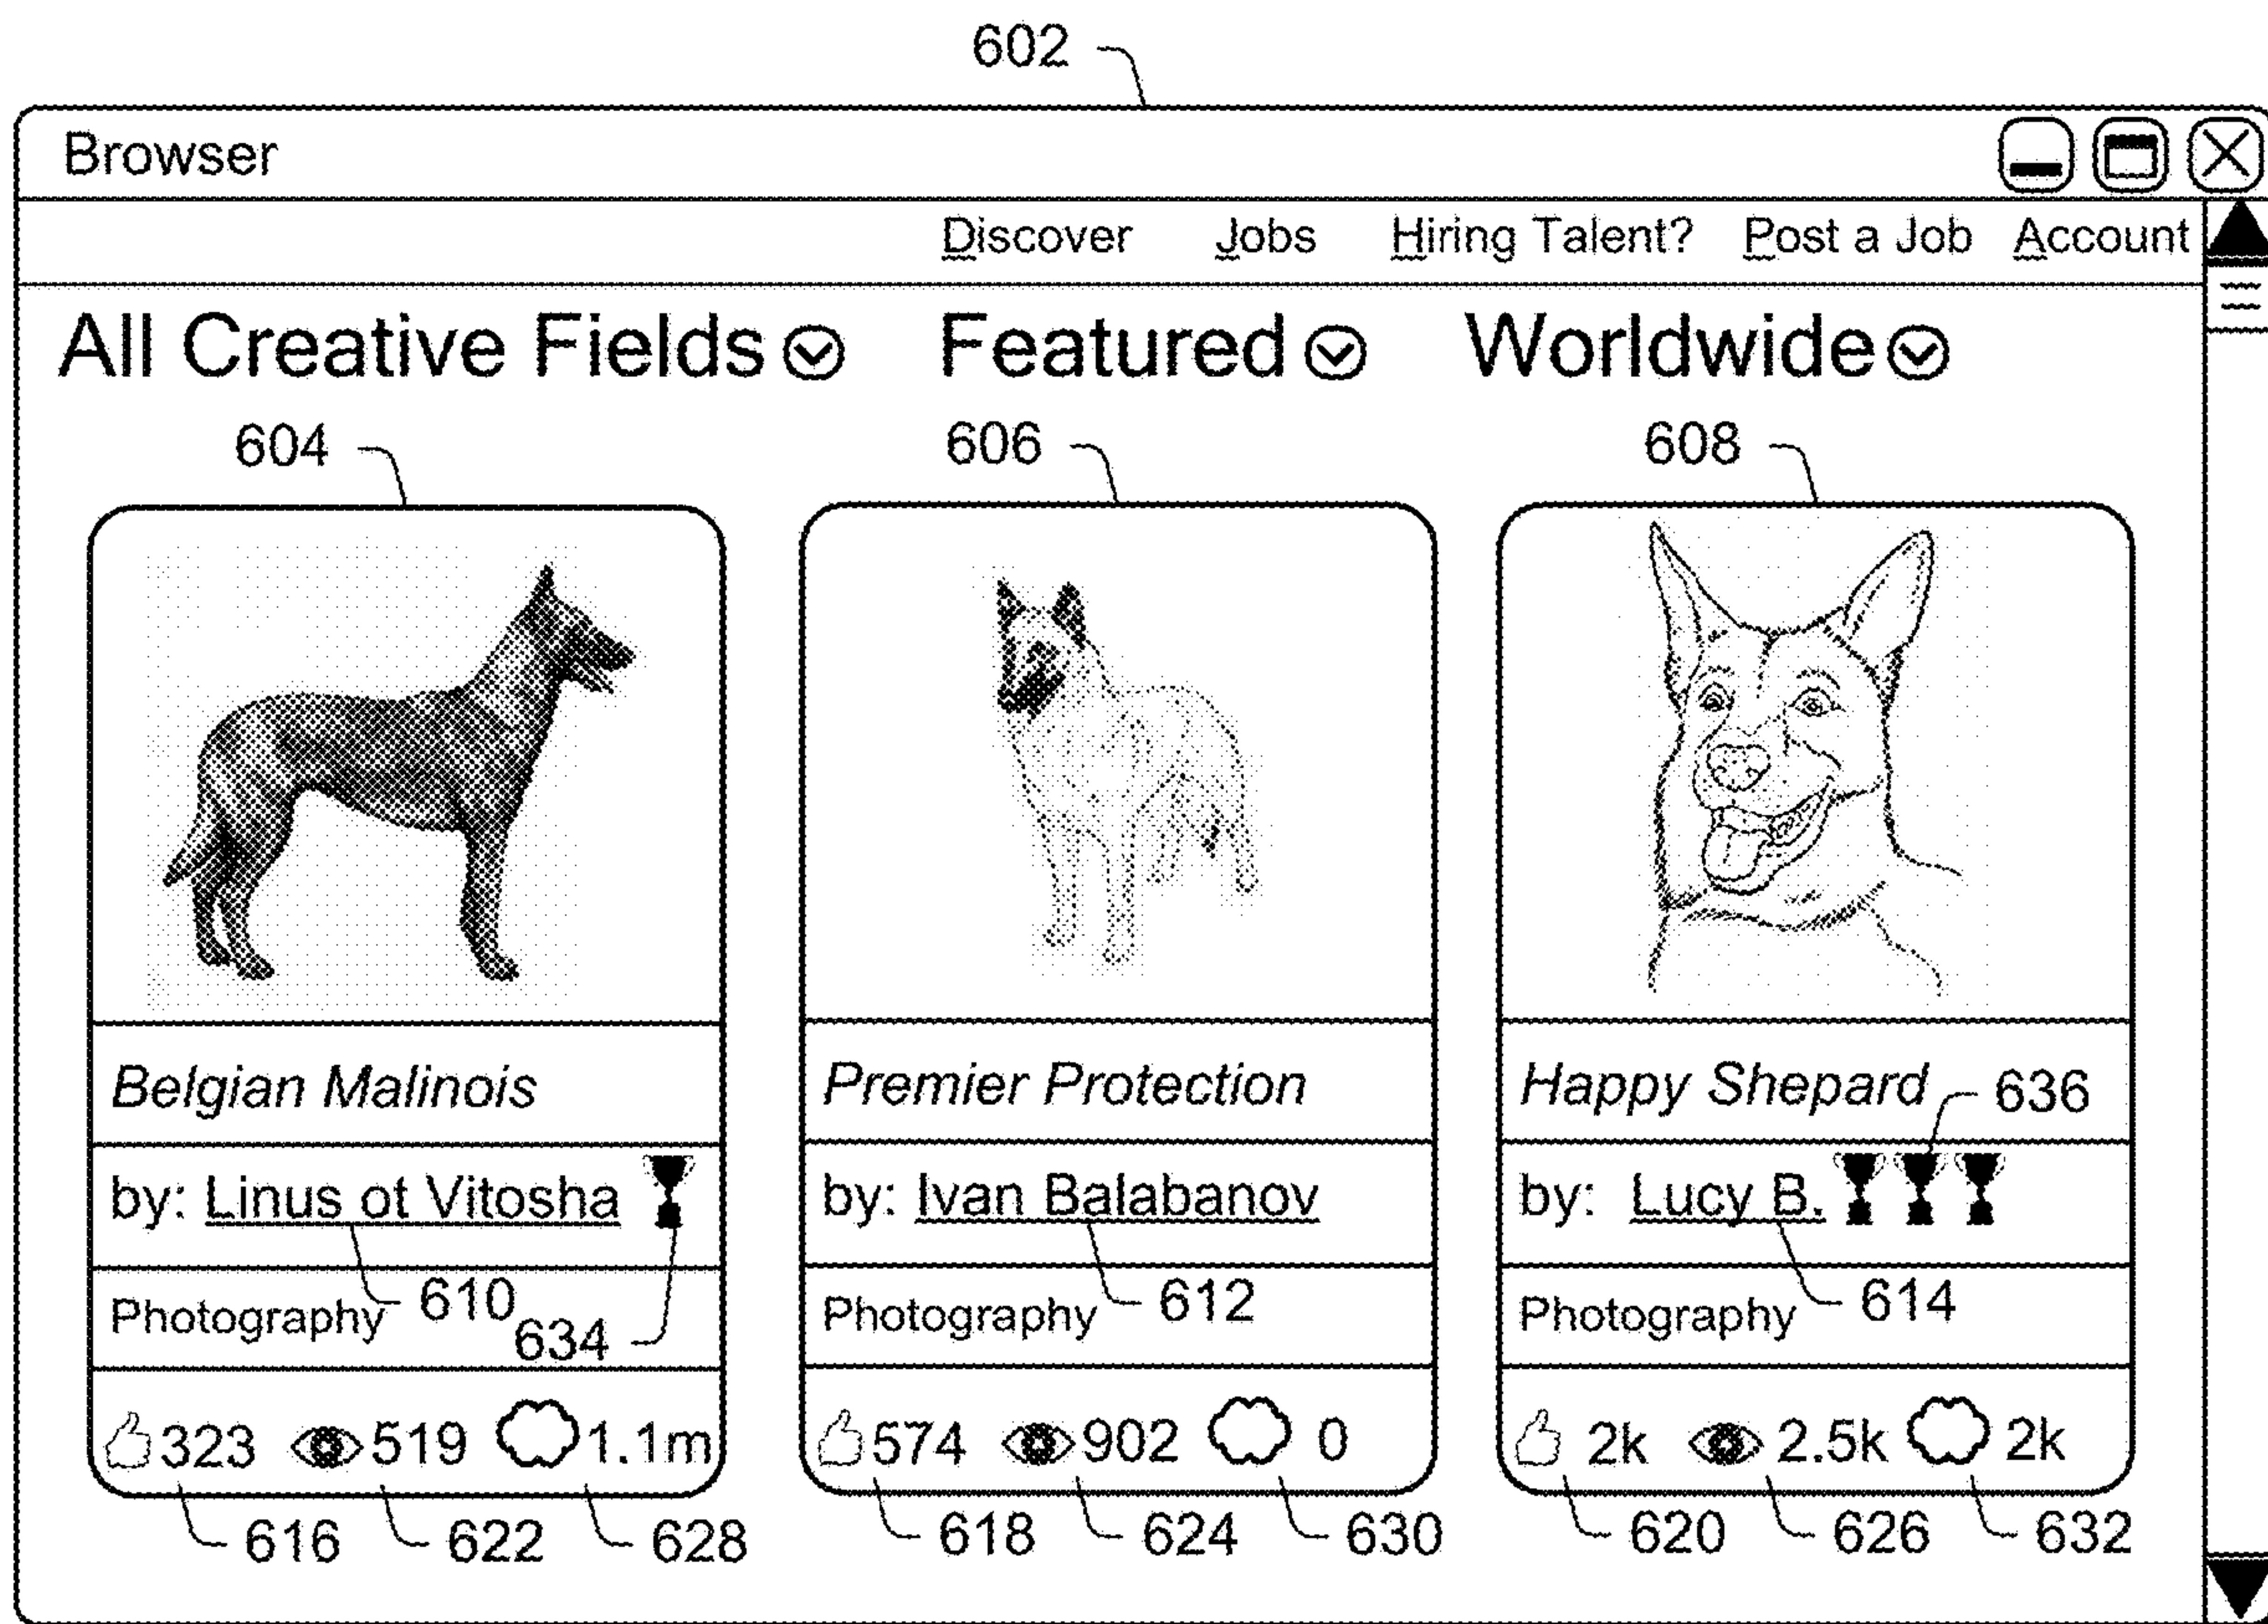 602
Browser
Discover Jobs Hiring Talent? Post a Job Account
All Creative Fields Featured Worldwide
604 606 608
Belgian Malinois Premier Protection Happy Shepard 636
by: Linus ot Vitosha by: Ivan Balabanov by: Lucy B.
Photography 610 634 Photography 612 Photography 614
323 519 1.1m 574 902 0 2k 2.5k 2k
616 622 628 618 624 630 620 626 632